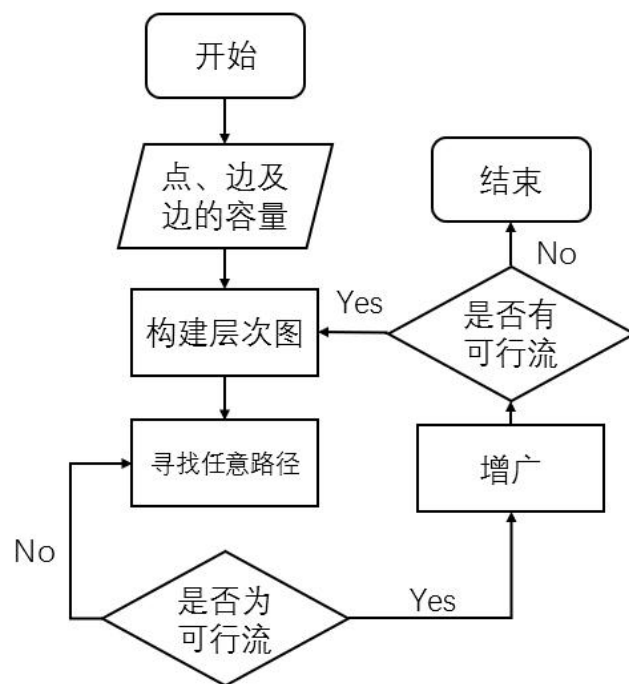 开始
点、边及
边的容量
构建层次图
寻找任意路径
No
是否为
可行流
Yes
增广
是否有
可行流
Yes
No
结束